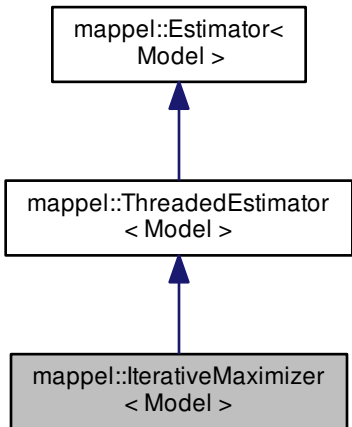 mappel::Estimator<
Model >
mappel::ThreadedEstimator
< Model >
mappel::IterativeMaximizer
< Model >